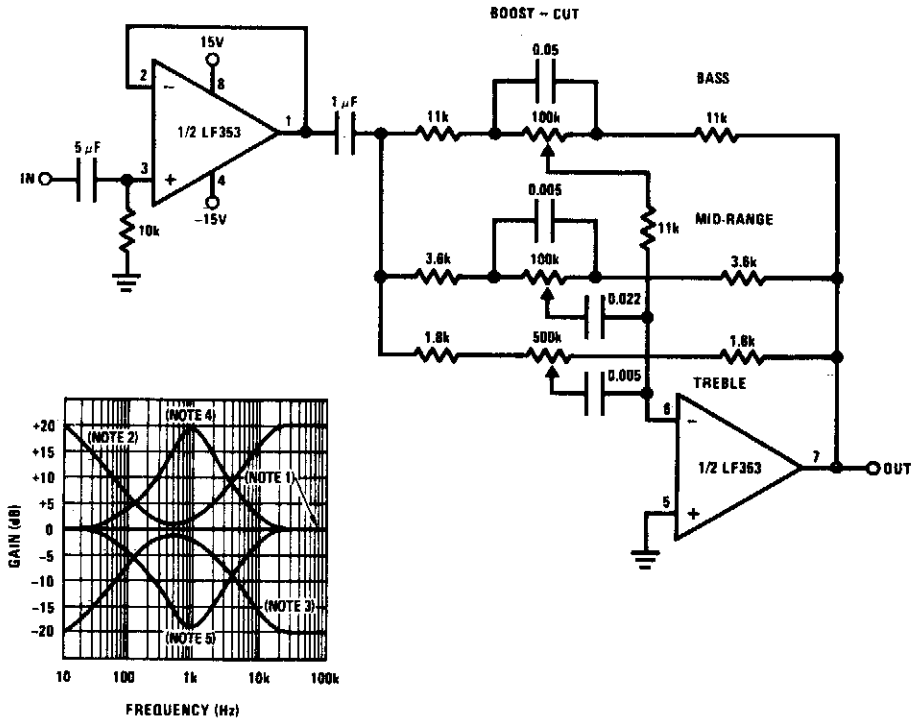 BOOST ~ CUT
15V
0.05
BASS
2
8
−
1 µF
11k
100k
11k
1/2 LF353
1
5 µF
3
+
4
IN
−15V
0.005
10k
11k
MID-RANGE
3.6k
100k
3.6k
0.022
1.8k
500k
1.8k
0.005
TREBLE
6
−
1/2 LF353
7
OUT
5
+
GAIN (dB)
+20
+15
+10
+5
0
−5
−10
−15
−20
(NOTE 4)
(NOTE 2)
(NOTE 1)
(NOTE 3)
(NOTE 5)
10
100
1k
10k
100k
FREQUENCY (Hz)